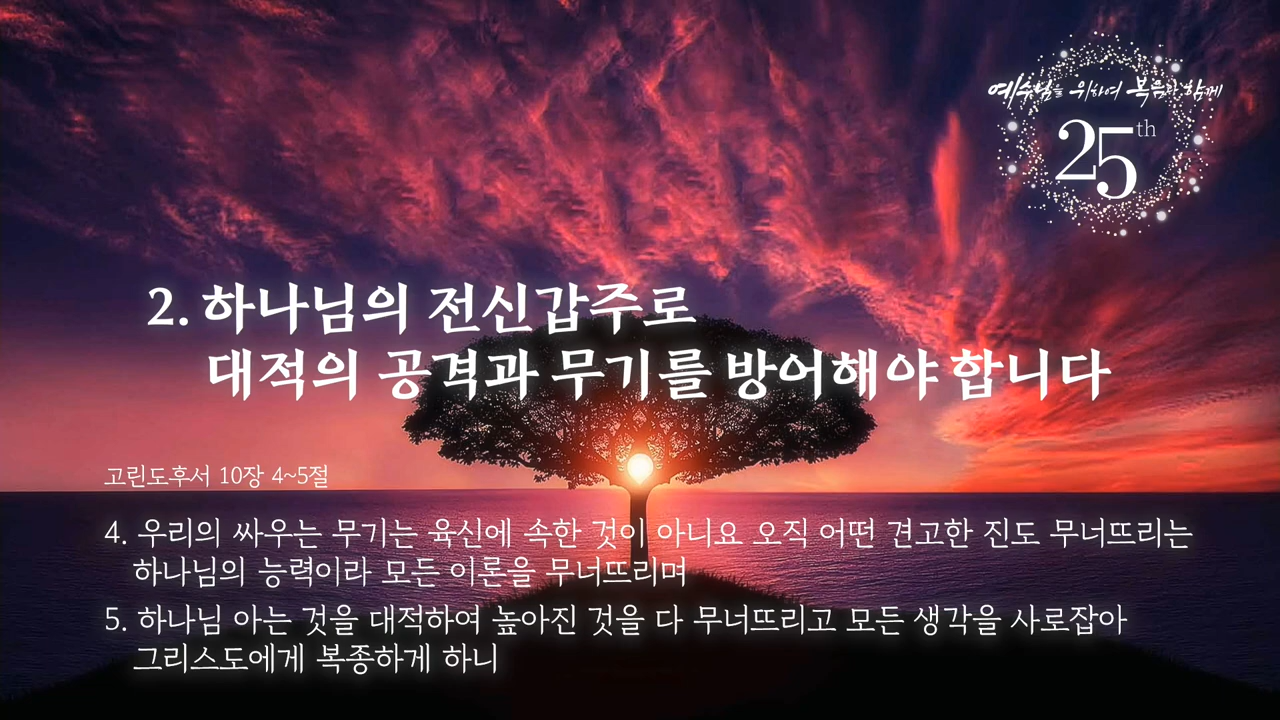 예수님을 위하여 복음과 함께
25th
2. 하나님의 전신갑주로
대적의 공격과 무기를 방어해야 합니다
고린도후서 10장 4~5절
4. 우리의 싸우는 무기는 육신에 속한 것이 아니요 오직 어떤 견고한 진도 무너뜨리는
하나님의 능력이라 모든 이론을 무너뜨리며
5. 하나님 아는 것을 대적하여 높아진 것을 다 무너뜨리고 모든 생각을 사로잡아
그리스도에게 복종하게 하니